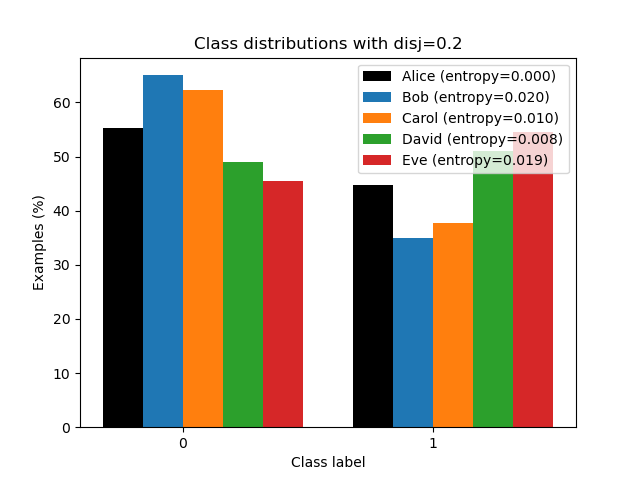 Class distributions with disj=0.2
Alice (entropy=0.000)
Bob (entropy=0.020)
Carol (entropy=0.010)
David (entropy=0.008)
Eve (entropy=0.019)
Examples (%)
60
50
40
30
20
10
0
0 1
Class label